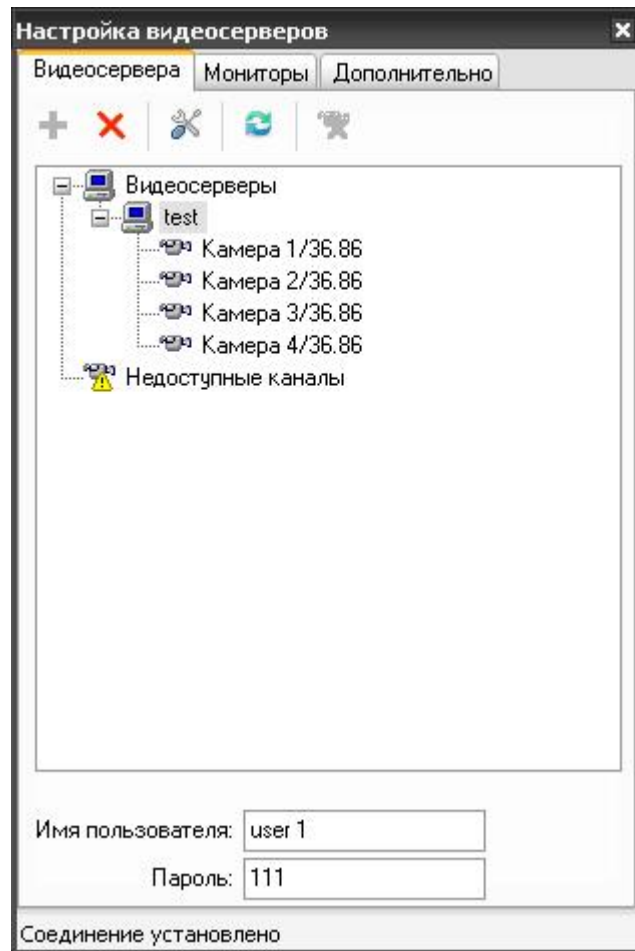 Настройка видеосерверов
Видеосервера Мониторы Дополнительно
Видеосерверы
test
Камера 1/36.86
Камера 2/36.86
Камера 3/36.86
Камера 4/36.86
Недоступные каналы
Имя пользователя: user 1
Пароль: 111
Соединение установлено